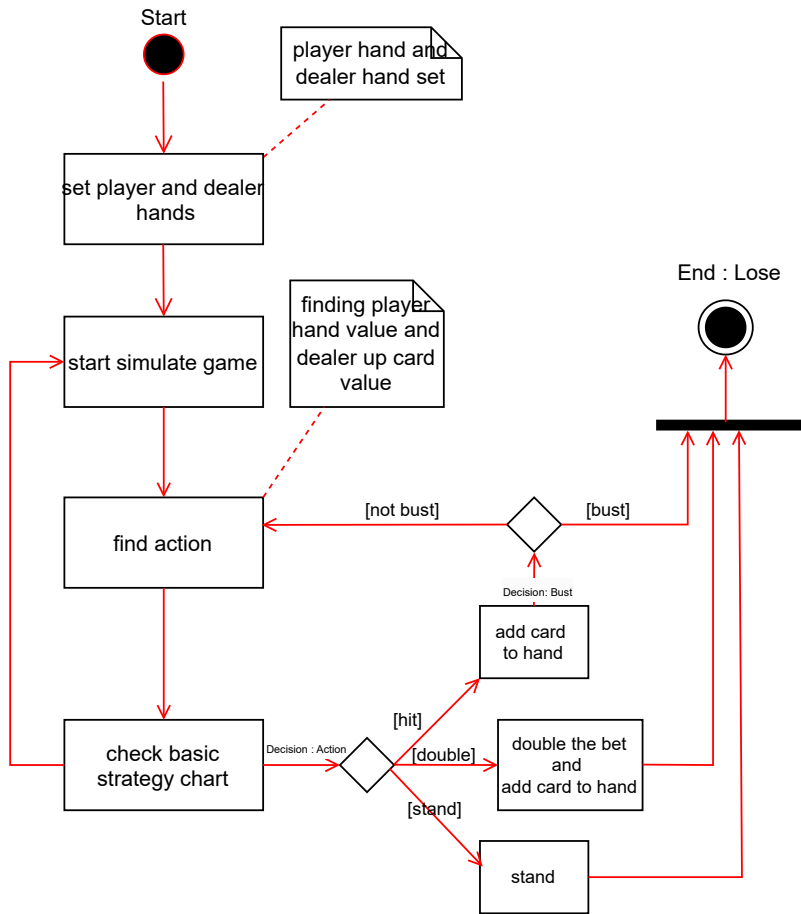 Start
player hand and
dealer hand set
set player and dealer
hands
End : Lose
finding player
hand value and
dealer up card
value
start simulate game
[not bust]
[bust]
find action
Decision: Bust
add card
to hand
[hit]
check basic
strategy chart
Decision : Action
[double]
double the bet
and
add card to hand
[stand]
stand